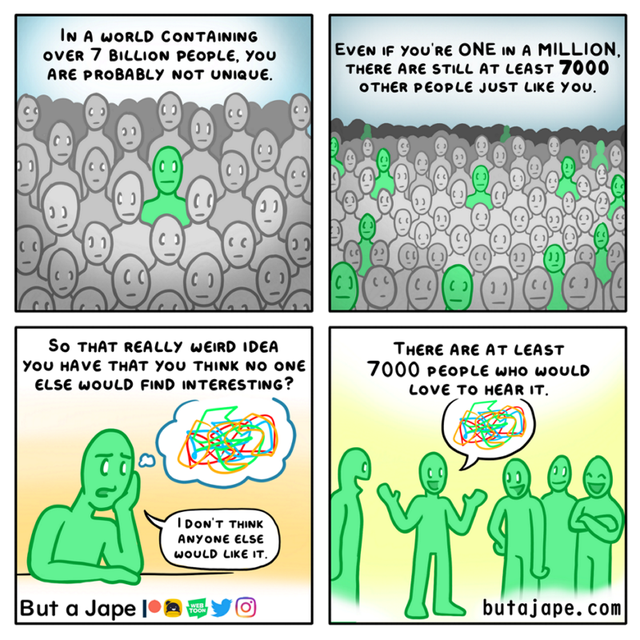 In a world containing
over 7 billion people, you
are probably not unique.
Even if you're ONE in a MILLION,
there are still at least 7000
other people just like you.
So that really weird idea
you have that you think no one
else would find interesting?
I don't think
anyone else
would like it.
There are at least
7000 people who would
love to hear it.
But a Jape
WEB
TOON
butajape.com